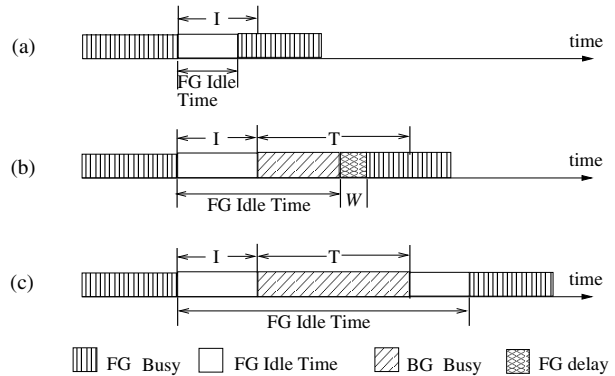 I
(a)
time
FG Idle
Time
I
T
(b)
time
FG Idle Time
W
I
T
(c)
time
FG Idle Time
FG Busy
FG Idle Time
BG Busy
FG delay